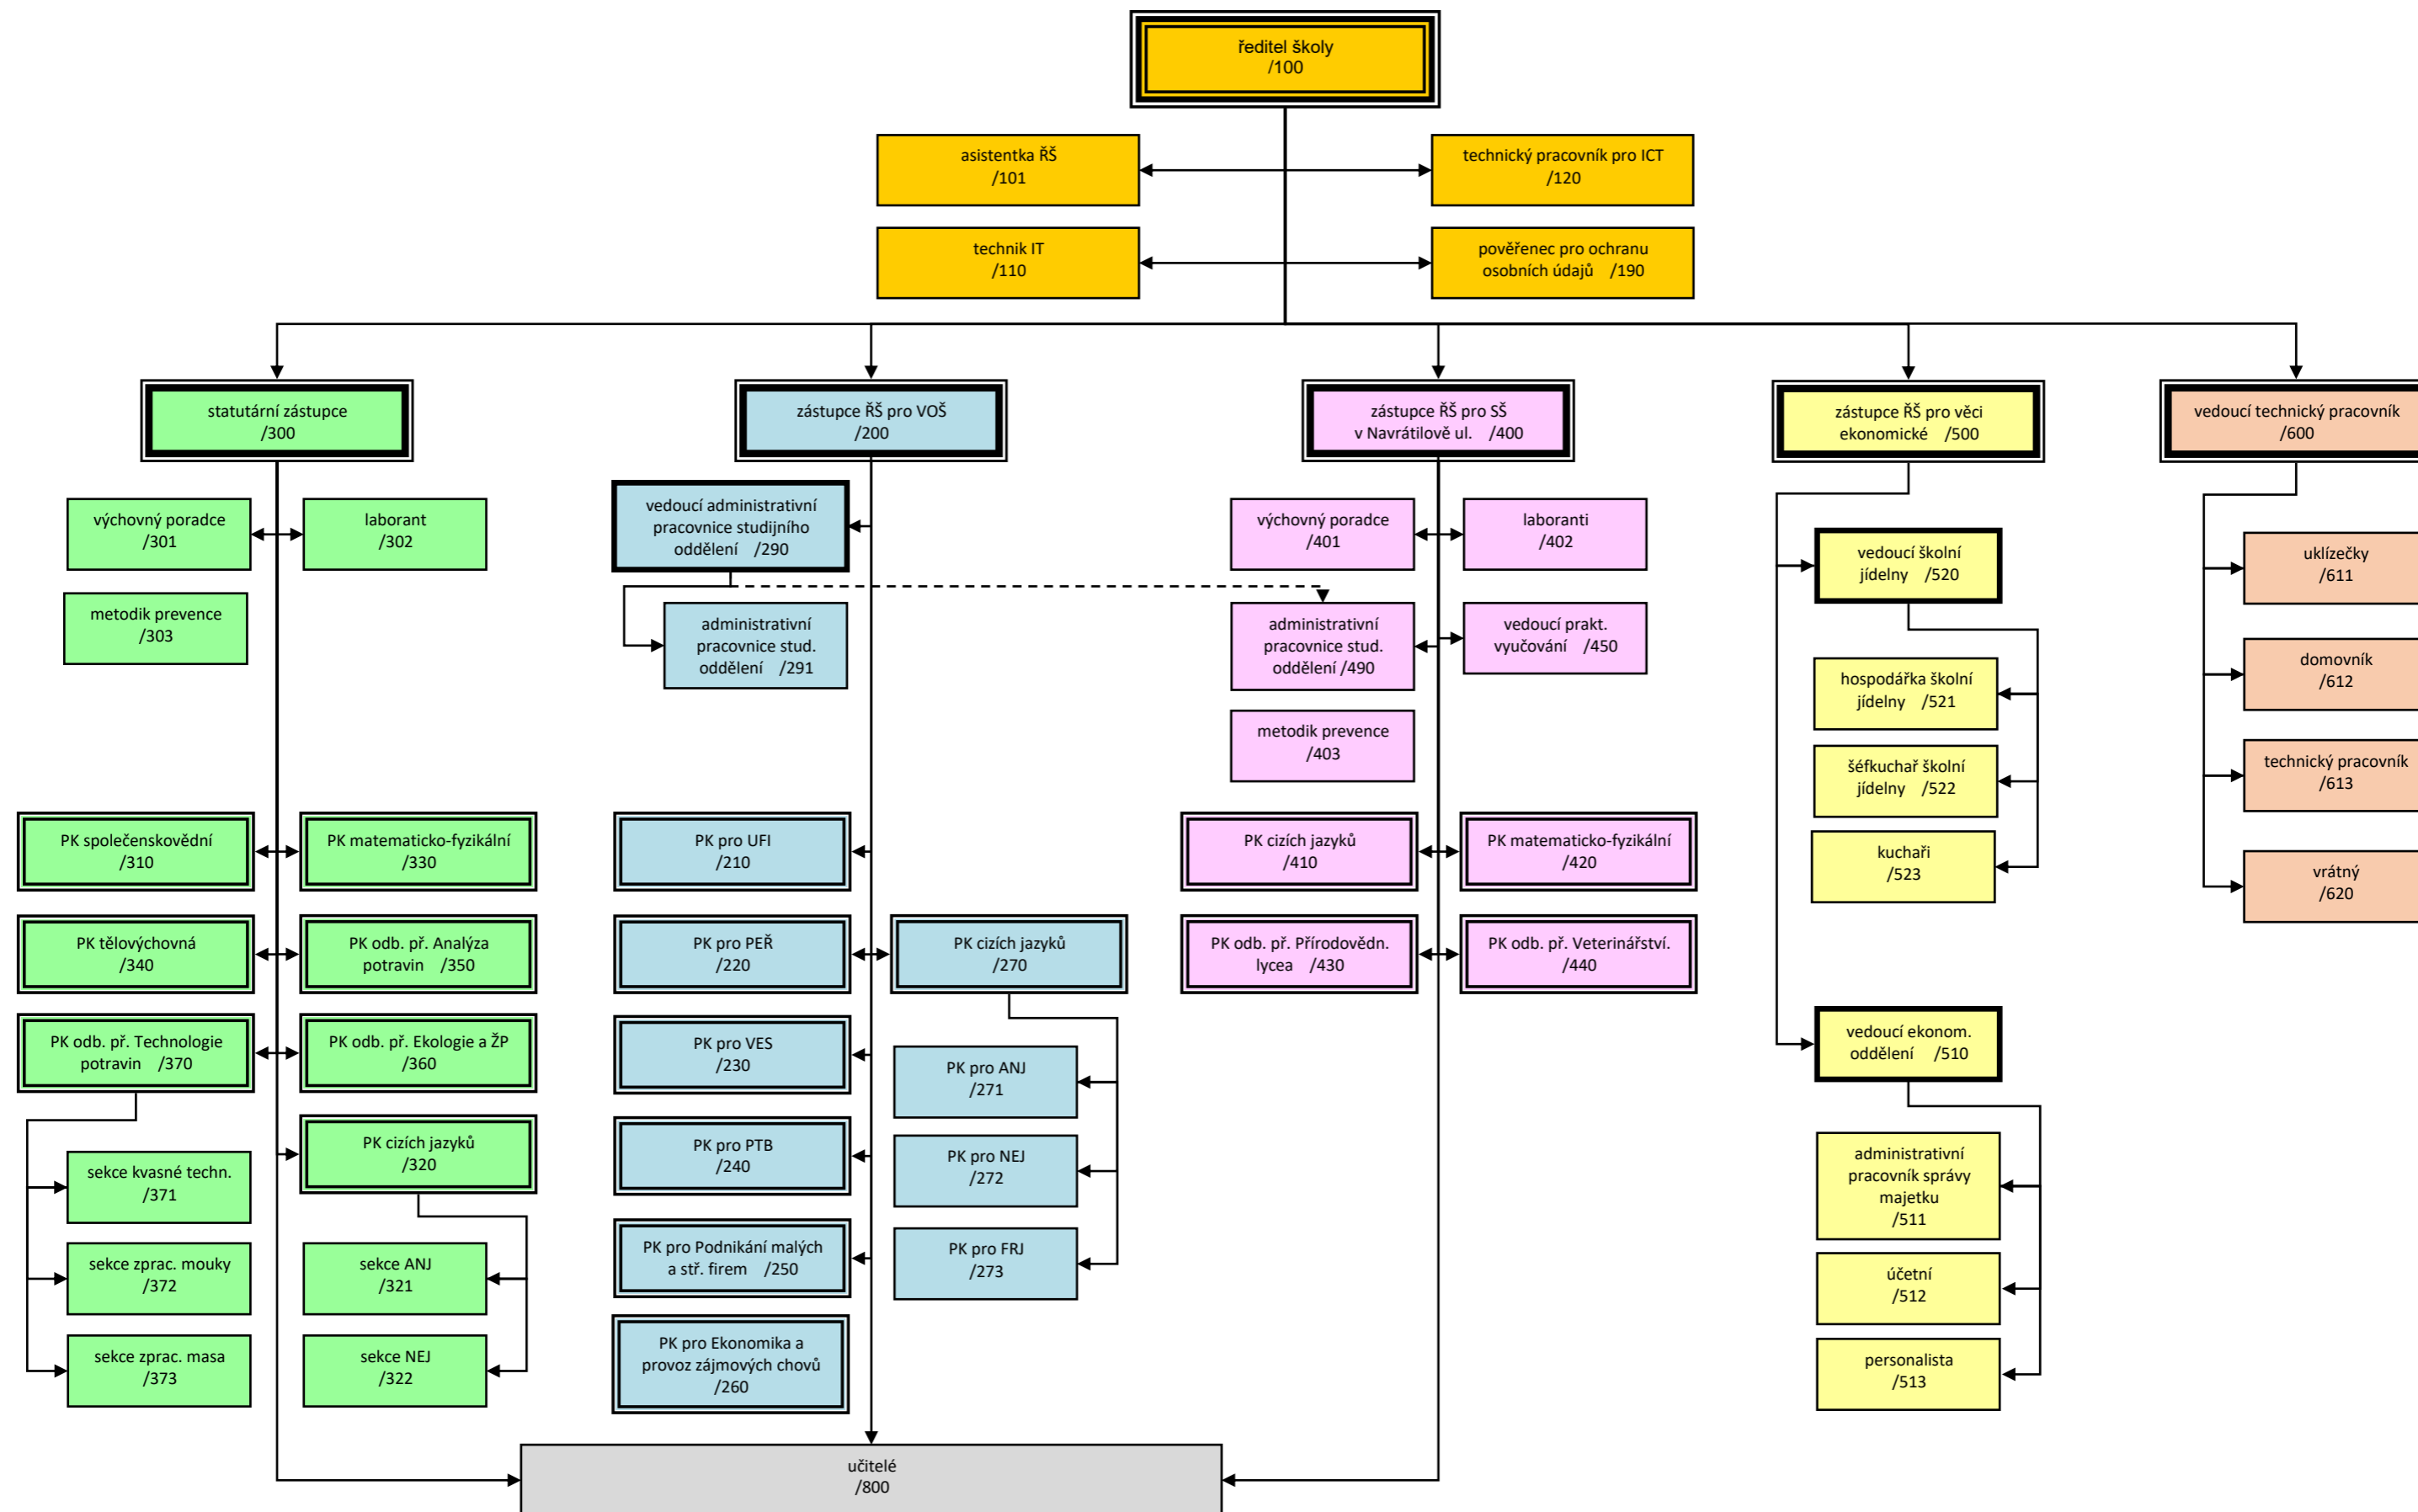 ředitel školy
/100
asistentka ŘŠ
/101
technický pracovník pro ICT
/120
technik IT
/110
pověřenec pro ochranu
osobních údajů /190
statutární zástupce
/300
zástupce ŘŠ pro VOŠ
/200
zástupce ŘŠ pro SŠ
v Navrátilově ul. /400
zástupce ŘŠ pro věci
ekonomické /500
vedoucí technický pracovník
/600
výchovný poradce
/301
laborant
/302
metodik prevence
/303
PK společenskovědní
/310
PK matematicko-fyzikální
/330
PK tělovýchovná
/340
PK odb. př. Analýza
potravin /350
PK odb. př. Technologie
potravin /370
PK odb. př. Ekologie a ŽP
/360
PK cizích jazyků
/320
sekce kvasné techn.
/371
sekce zprac. mouky
/372
sekce zprac. masa
/373
sekce ANJ
/321
sekce NEJ
/322
vedoucí administrativní
pracovnice studijního
oddělení /290
administrativní
pracovnice stud.
oddělení /291
PK pro UFI
/210
PK pro PEŘ
/220
PK cizích jazyků
/270
PK pro VES
/230
PK pro ANJ
/271
PK pro PTB
/240
PK pro NEJ
/272
PK pro Podnikání malých
a stř. firem /250
PK pro FRJ
/273
PK pro Ekonomika a
provoz zájmových chovů
/260
výchovný poradce
/401
laboranti
/402
administrativní
pracovnice stud.
oddělení /490
vedoucí prakt.
vyučování /450
metodik prevence
/403
PK cizích jazyků
/410
PK matematicko-fyzikální
/420
PK odb. př. Přírodovědn.
lycea /430
PK odb. př. Veterinářství.
/440
vedoucí školní
jídelny /520
hospodářka školní
jídelny /521
šéfkuchař školní
jídelny /522
kuchaři
/523
vedoucí ekonom.
oddělení /510
administrativní
pracovník správy
majetku
/511
účetní
/512
personalista
/513
uklízečky
/611
domovník
/612
technický pracovník
/613
vrátný
/620
učitelé
/800